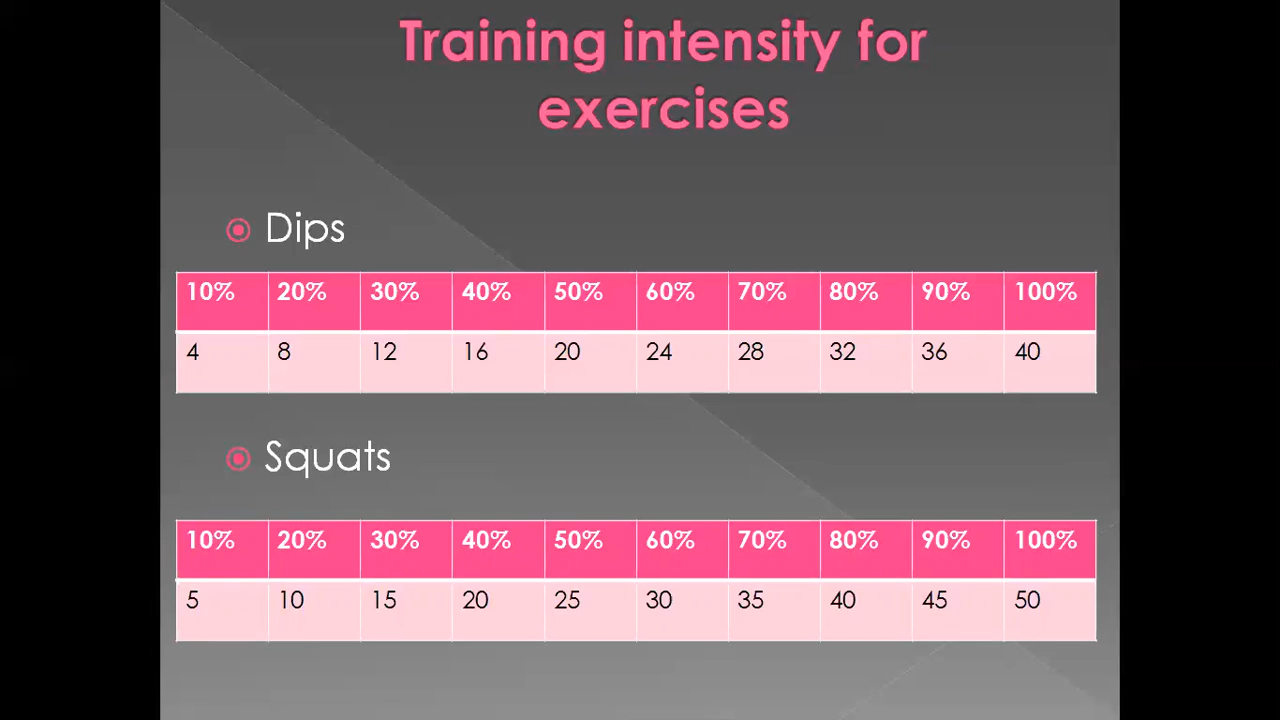 Training intensity for
exercises
Dips
10% 20% 30% 40% 50% 60% 70% 80% 90% 100%
4 8 12 16 20 24 28 32 36 40
Squats
10% 20% 30% 40% 50% 60% 70% 80% 90% 100%
5 10 15 20 25 30 35 40 45 50